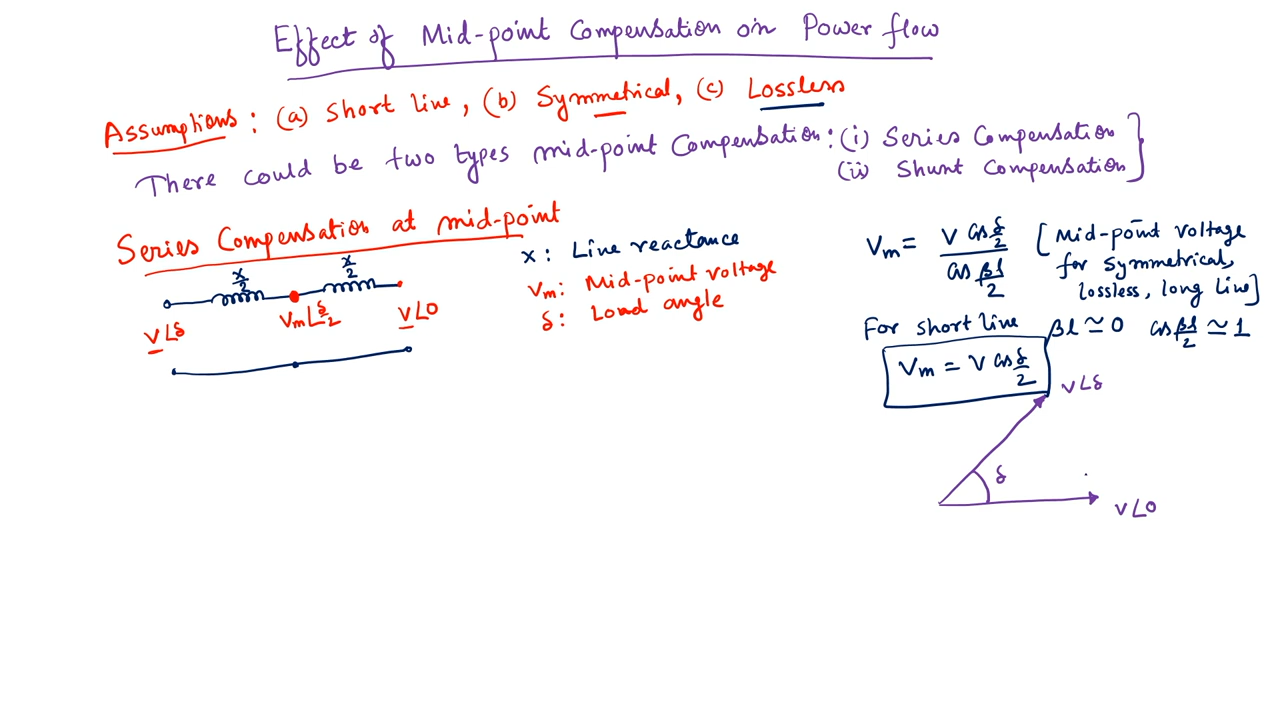 Effect of Mid-point Compensation on Power flow
Assumptions: (a) Short line, (b) Symmetrical, (c) Lossless
There could be two types mid-point Compensation: (i) Series Compensation
(ii) Shunt Compensation
Series Compensation at mid-point
x/2 x/2
V∠δ Vm∠δ/2 V∠0
x: Line reactance
Vm: Mid-point voltage
δ: Load angle
Vm = V cos δ/2 / cos βl/2 [Mid-point voltage
for Symmetrical,
lossless, long line]
For short line βl ≃ 0 cos βl/2 ≃ 1
Vm = V cos δ/2
V∠δ
δ
V∠0